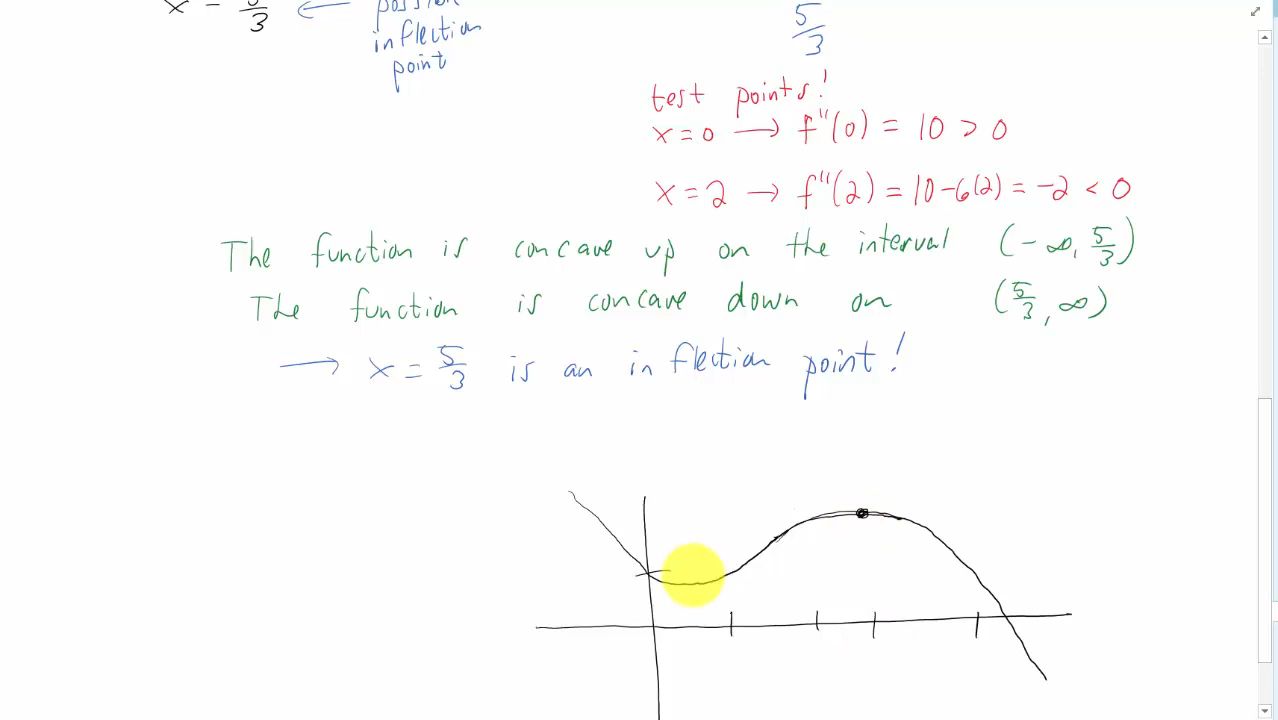 x = 5/3 ←
inflection
point
5/3
test points!
x = 0 → f''(0) = 10 > 0
x = 2 → f''(2) = 10-6(2) = -2 < 0
The function is concave up on the interval (-∞, 5/3)
The function is concave down on (5/3, ∞)
→ x = 5/3 is an inflection point!